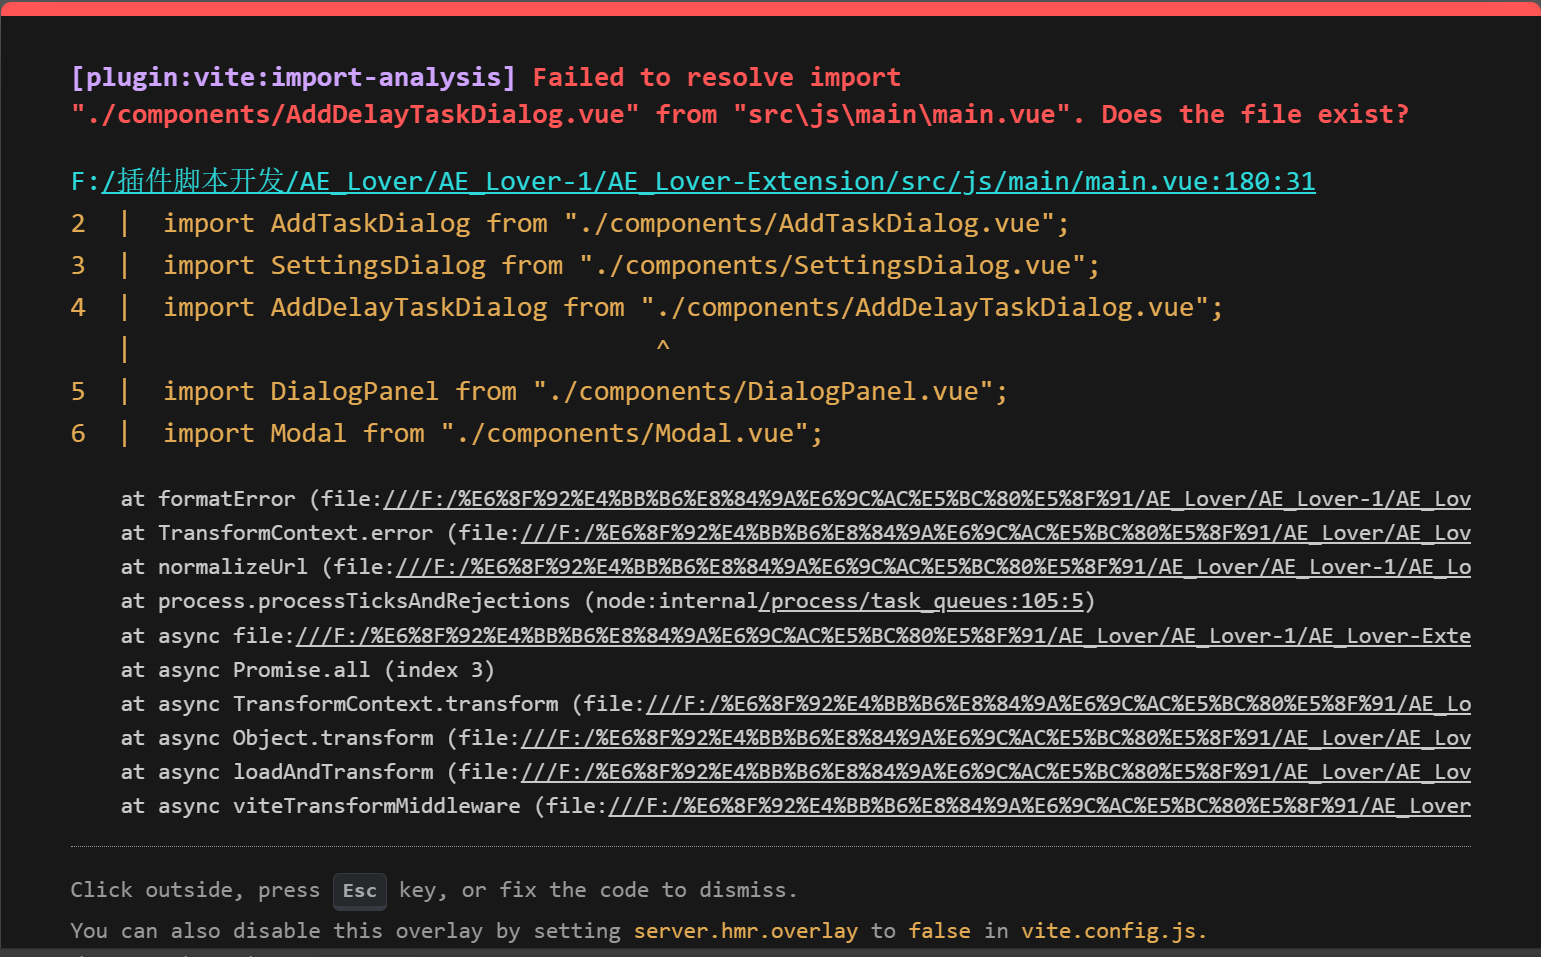 [plugin:vite:import-analysis] Failed to resolve import
"./components/AddDelayTaskDialog.vue" from "src\js\main\main.vue". Does the file exist?
F:/插件脚本开发/AE_Lover/AE_Lover-1/AE_Lover-Extension/src/js/main/main.vue:180:31
2  |  import AddTaskDialog from "./components/AddTaskDialog.vue";
3  |  import SettingsDialog from "./components/SettingsDialog.vue";
4  |  import AddDelayTaskDialog from "./components/AddDelayTaskDialog.vue";
   |                                  ^
5  |  import DialogPanel from "./components/DialogPanel.vue";
6  |  import Modal from "./components/Modal.vue";
at formatError (file:///F:/%E6%8F%92%E4%BB%B6%E8%84%9A%E6%9C%AC%E5%BC%80%E5%8F%91/AE_Lover/AE_Lover-1/AE_Lov
at TransformContext.error (file:///F:/%E6%8F%92%E4%BB%B6%E8%84%9A%E6%9C%AC%E5%BC%80%E5%8F%91/AE_Lover/AE_Lov
at normalizeUrl (file:///F:/%E6%8F%92%E4%BB%B6%E8%84%9A%E6%9C%AC%E5%BC%80%E5%8F%91/AE_Lover/AE_Lover-1/AE_Lo
at process.processTicksAndRejections (node:internal/process/task_queues:105:5)
at async file:///F:/%E6%8F%92%E4%BB%B6%E8%84%9A%E6%9C%AC%E5%BC%80%E5%8F%91/AE_Lover/AE_Lover-1/AE_Lover-Exte
at async Promise.all (index 3)
at async TransformContext.transform (file:///F:/%E6%8F%92%E4%BB%B6%E8%84%9A%E6%9C%AC%E5%BC%80%E5%8F%91/AE_Lo
at async Object.transform (file:///F:/%E6%8F%92%E4%BB%B6%E8%84%9A%E6%9C%AC%E5%BC%80%E5%8F%91/AE_Lover/AE_Lov
at async loadAndTransform (file:///F:/%E6%8F%92%E4%BB%B6%E8%84%9A%E6%9C%AC%E5%BC%80%E5%8F%91/AE_Lover/AE_Lov
at async viteTransformMiddleware (file:///F:/%E6%8F%92%E4%BB%B6%E8%84%9A%E6%9C%AC%E5%BC%80%E5%8F%91/AE_Lover
Click outside, press Esc key, or fix the code to dismiss.
You can also disable this overlay by setting server.hmr.overlay to false in vite.config.js.